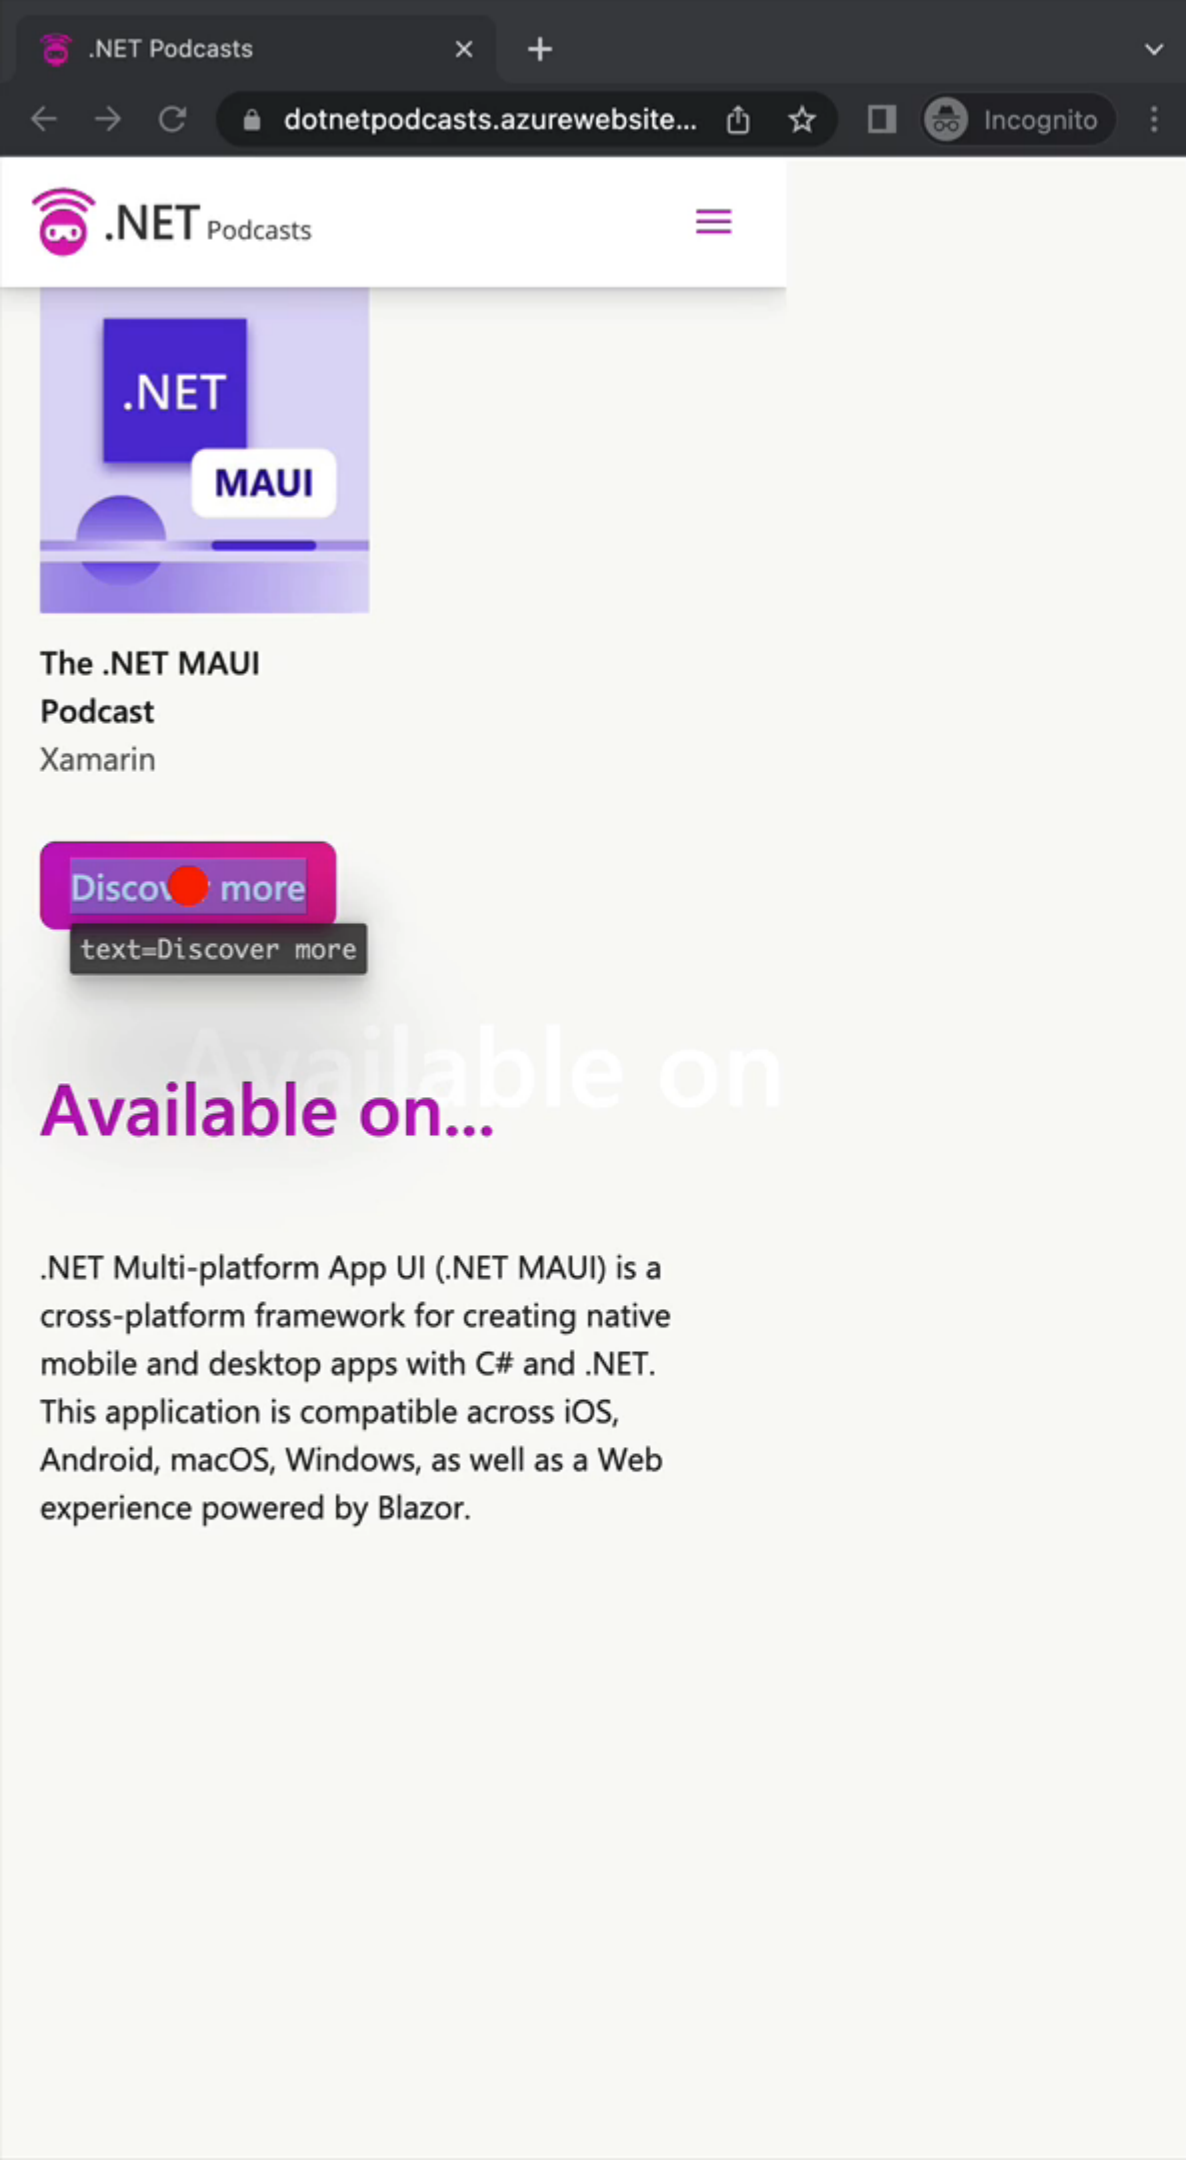 .NET Podcasts
dotnetpodcasts.azurewebsite...
Incognito
.NET Podcasts
.NET
MAUI
The .NET MAUI
Podcast
Xamarin
Discover more
text=Discover more
Available on
Available on...
.NET Multi-platform App UI (.NET MAUI) is a
cross-platform framework for creating native
mobile and desktop apps with C# and .NET.
This application is compatible across iOS,
Android, macOS, Windows, as well as a Web
experience powered by Blazor.